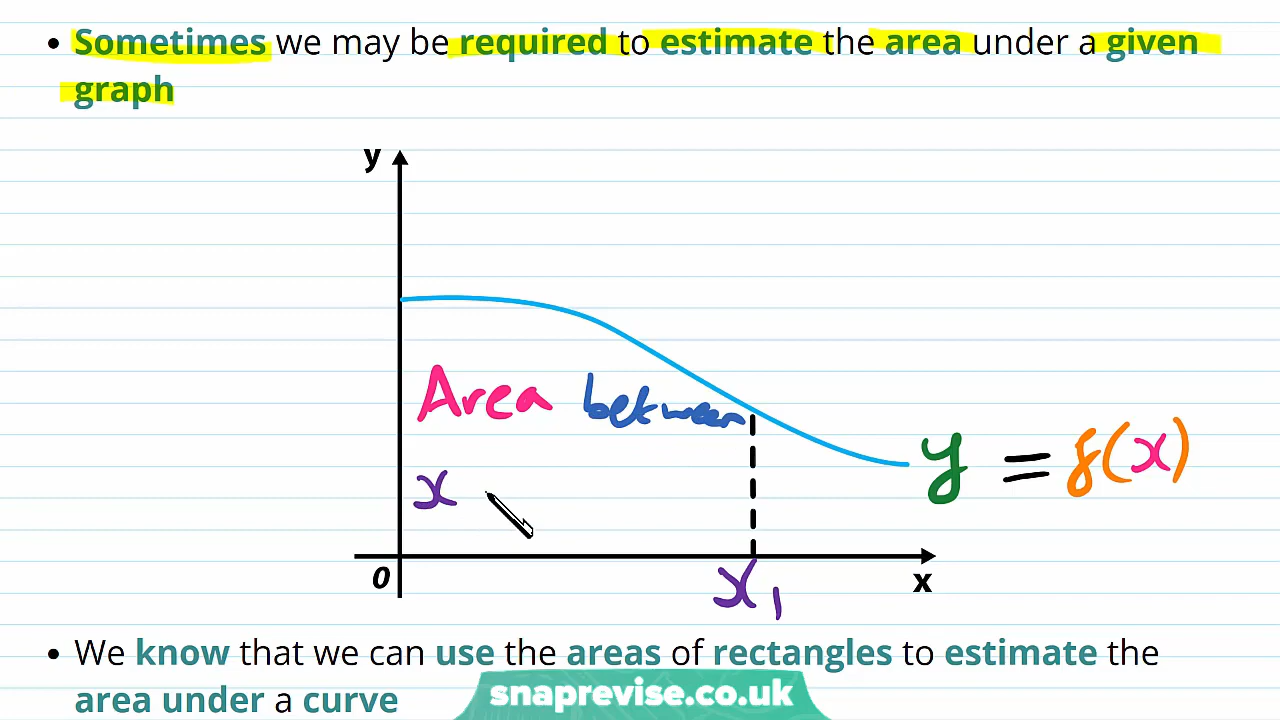 • Sometimes we may be required to estimate the area under a given
graph
y
Area between
x
y = f(x)
0
x₁
x
• We know that we can use the areas of rectangles to estimate the
area under a curve
snaprevise.co.uk